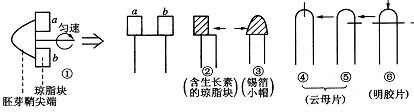 a
匀速
b
①
琼脂块
胚芽鞘尖端
a
b
②
(含生长素
的琼脂块)
③
(锡箔
小帽)
④
⑤
(云母片)
⑥
(明胶片)